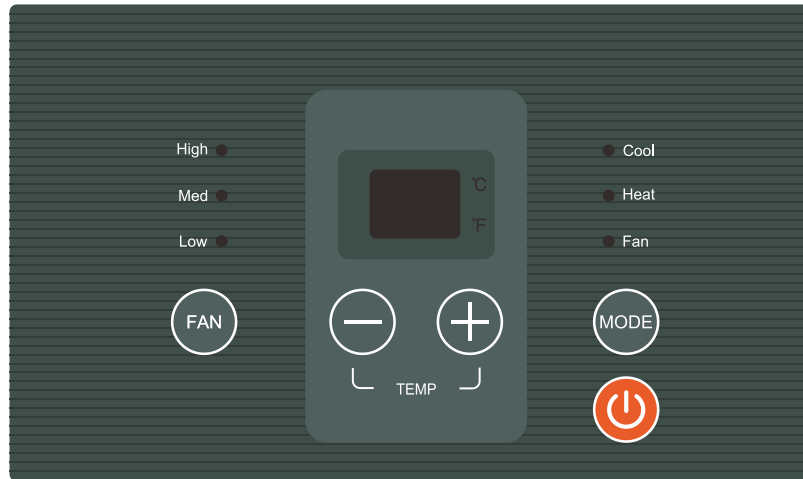 High
Med
Low
FAN
℃
℉
TEMP
Cool
Heat
Fan
MODE